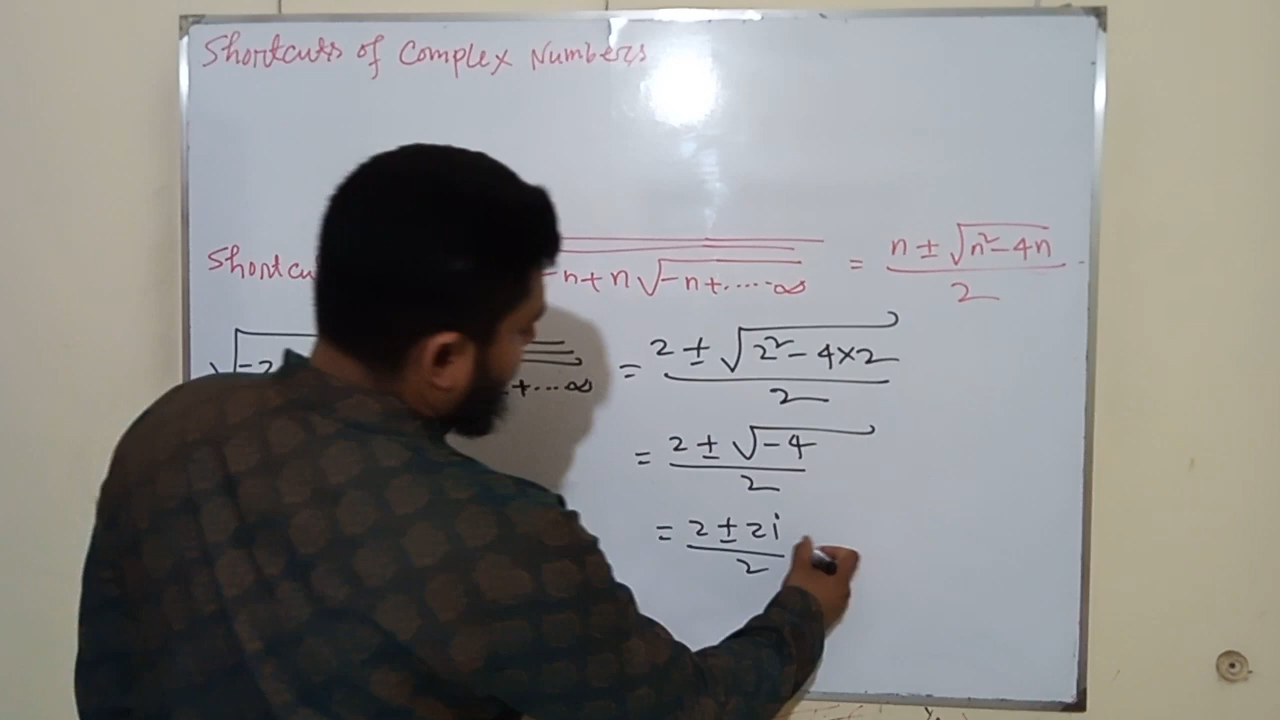 Shortcuts of Complex Numbers
-n+n√-n+.....∞ = n ± √n²-4n / 2
√-2 +...∞ = 2 ± √2²-4×2 / 2
= 2 ± √-4 / 2
= 2 ± 2i / 2